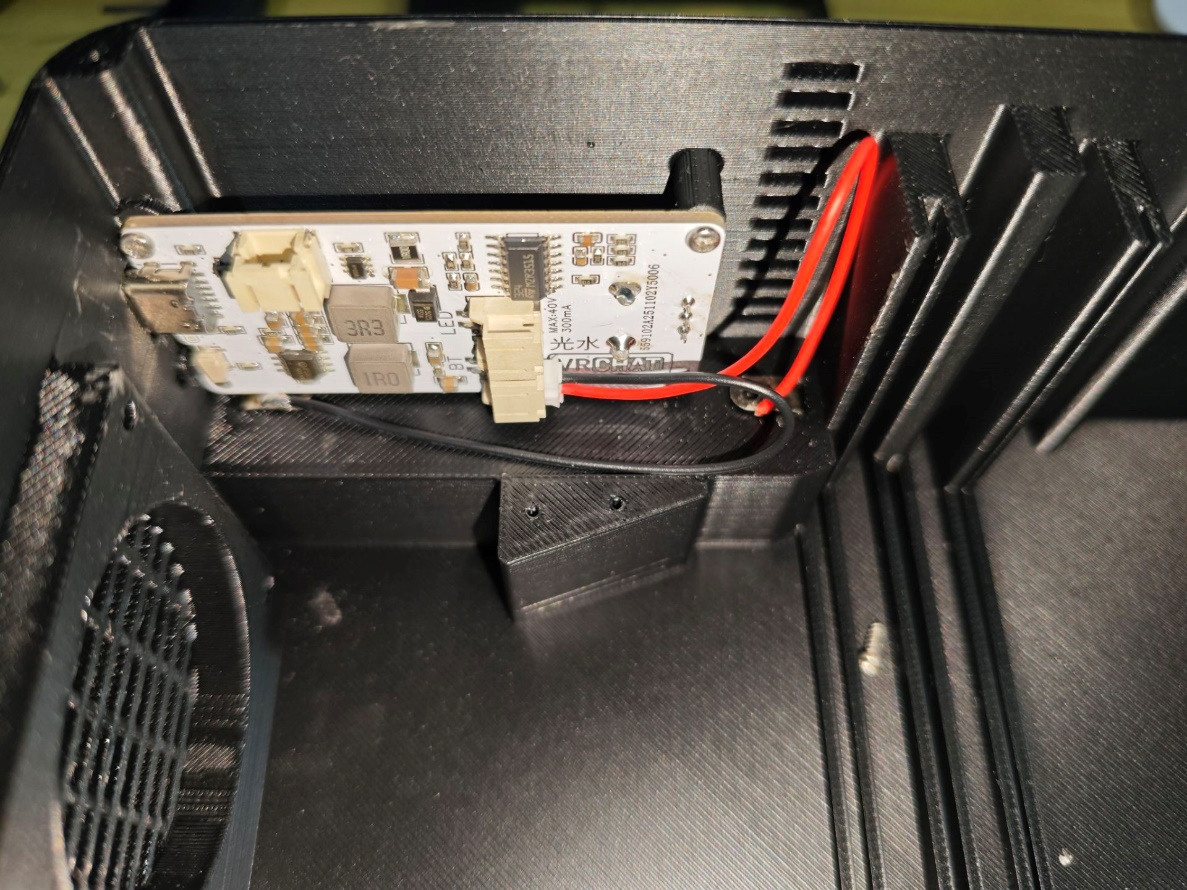 3R3
1R0
LED
BT
MAX:40V
300mA
光水
VRCHAT